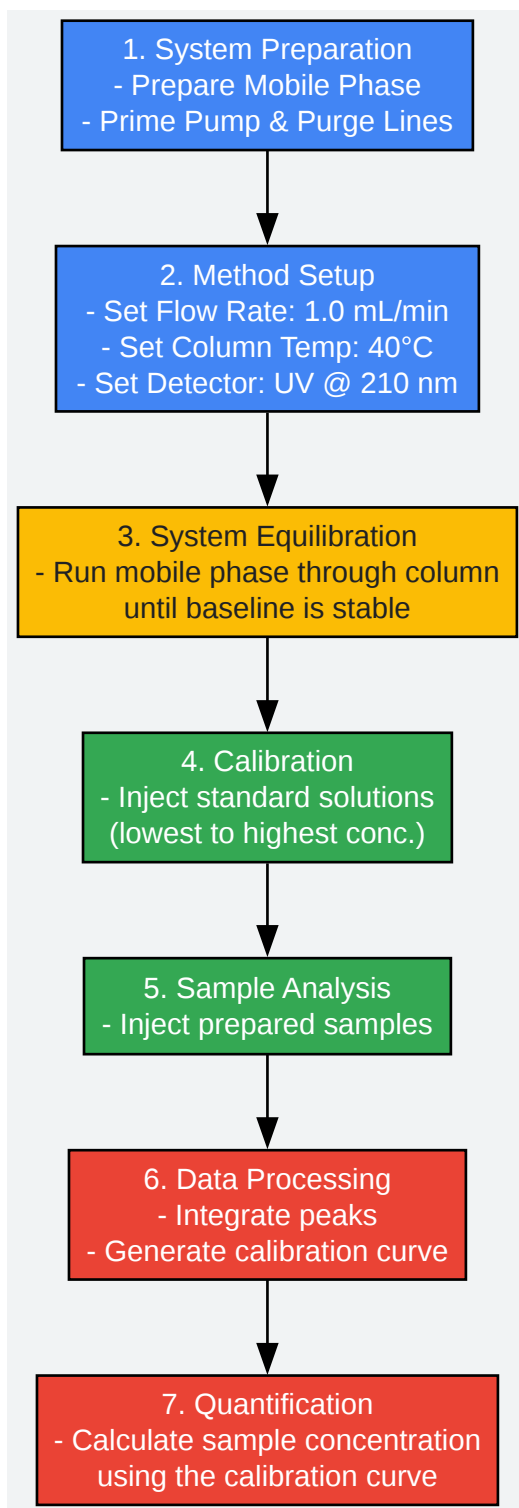 1. System Preparation
- Prepare Mobile Phase
- Prime Pump & Purge Lines
2. Method Setup
- Set Flow Rate: 1.0 mL/min
- Set Column Temp: 40°C
- Set Detector: UV @ 210 nm
3. System Equilibration
- Run mobile phase through column
until baseline is stable
4. Calibration
- Inject standard solutions
(lowest to highest conc.)
5. Sample Analysis
- Inject prepared samples
6. Data Processing
- Integrate peaks
- Generate calibration curve
7. Quantification
- Calculate sample concentration
using the calibration curve